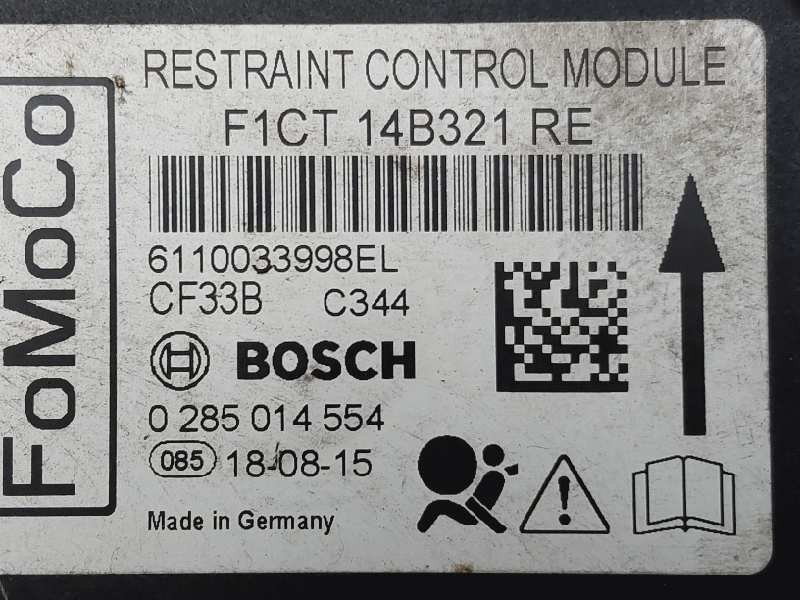 FoMoCo
RESTRAINT CONTROL MODULE
F1CT 14B321 RE
6110033998EL
CF33B C344
BOSCH
0 285 014 554
085 18-08-15
Made in Germany